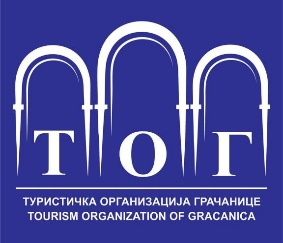 ТОГ
ТУРИСТИЧКА ОРГАНИЗАЦИЈА ГРАЧАНИЦЕ
TOURISM ORGANIZATION OF GRACANICA